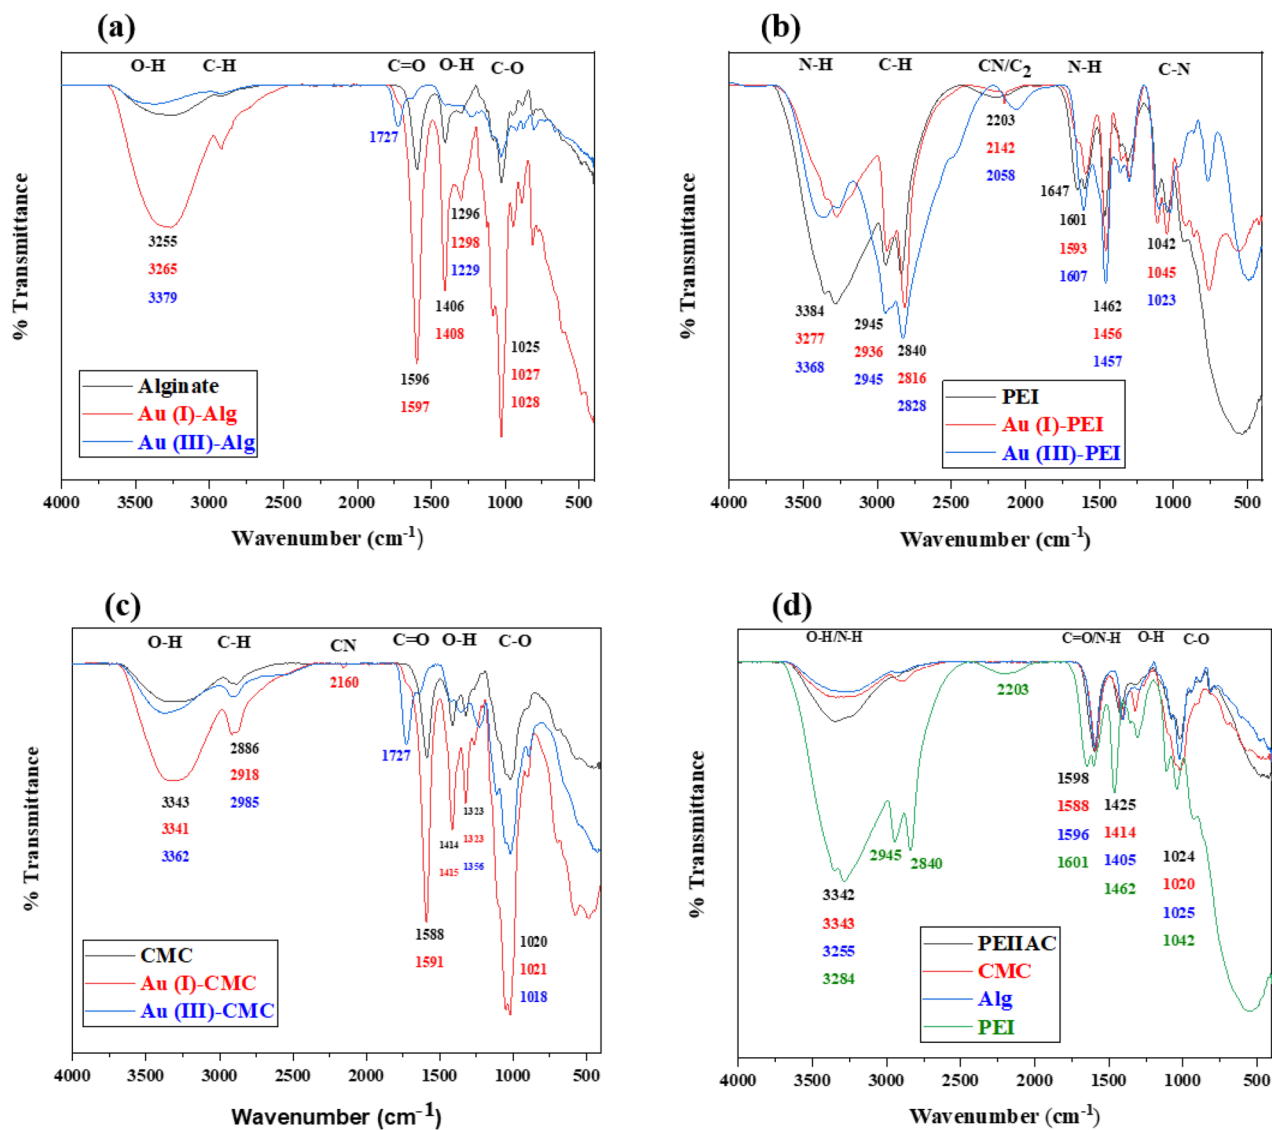 (a)
O-H
C-H
C=O
O-H
C-O
1727
3255
3265
3379
1296
1298
1229
1406
1408
1025
1027
1028
1596
1597
Alginate
Au (I)-Alg
Au (III)-Alg
% Transmittance
4000 3500 3000 2500 2000 1500 1000 500
Wavenumber (cm-1)
(b)
N-H
C-H
CN/C2
N-H
C-N
2203
2142
2058
1647
1601
1593
1607
1042
1045
1023
3384
3277
3368
2945
2936
2945
2840
2816
2828
1462
1456
1457
PEI
Au (I)-PEI
Au (III)-PEI
% Transmittance
4000 3500 3000 2500 2000 1500 1000 500
Wavenumber (cm-1)
(c)
O-H
C-H
CN
C=O
O-H
C-O
2160
1727
2886
2918
2985
3343
3341
3362
1323
1323
1356
1414
1415
1588
1591
1020
1021
1018
CMC
Au (I)-CMC
Au (III)-CMC
% Transmittance
4000 3500 3000 2500 2000 1500 1000 500
Wavenumber (cm-1)
(d)
O-H/N-H
C=O/N-H
O-H
C-O
2203
2945
2840
3342
3343
3255
3284
1598
1588
1596
1601
1425
1414
1405
1462
1024
1020
1025
1042
PEIIAC
CMC
Alg
PEI
% Transmittance
4000 3500 3000 2500 2000 1500 1000 500
Wavenumber (cm-1)